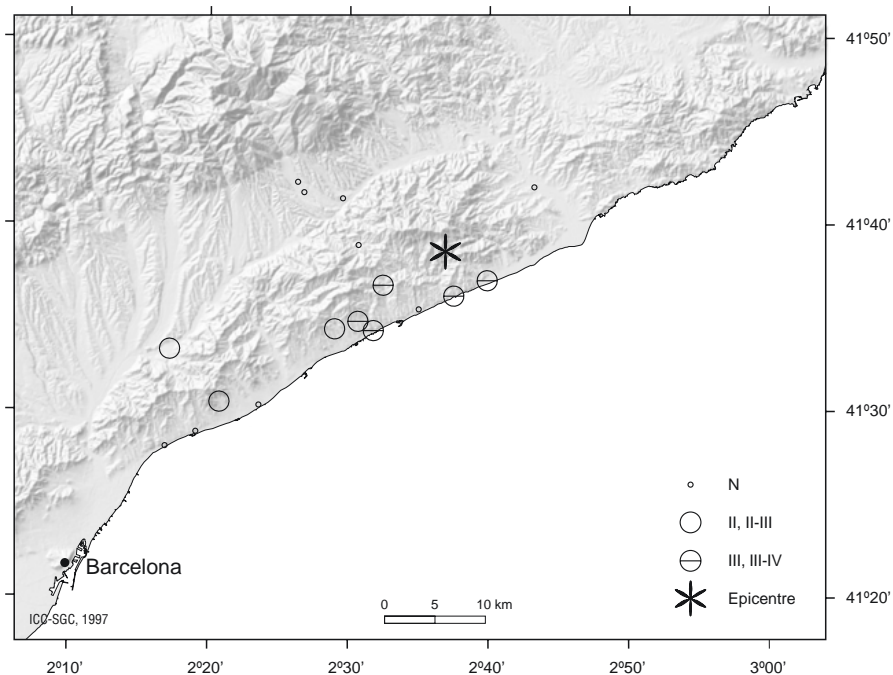 41º50'
41º40'
N
II, II-III
41º30'
III, III-IV
Barcelona
Epicentre
ICC-SGC, 1997
0 5 10 km
41º20'
2º10' 2º20' 2º30' 2º40' 2º50' 3º00'